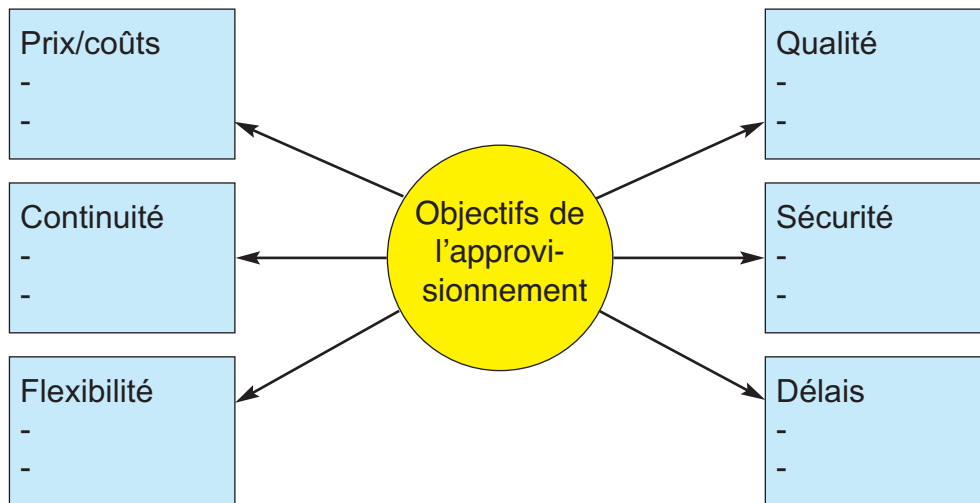 Prix/coûts
-
-
Continuité
-
-
Flexibilité
-
-
Objectifs de
l’approvi-
sionnement
Qualité
-
-
Sécurité
-
-
Délais
-
-